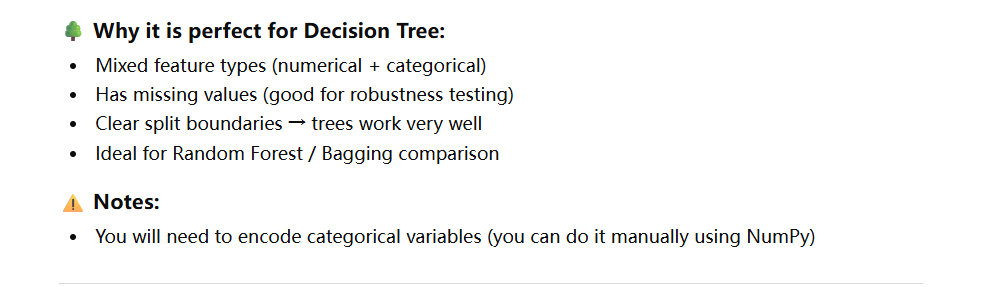 🌳 Why it is perfect for Decision Tree:
• Mixed feature types (numerical + categorical)
• Has missing values (good for robustness testing)
• Clear split boundaries → trees work very well
• Ideal for Random Forest / Bagging comparison
⚠️ Notes:
• You will need to encode categorical variables (you can do it manually using NumPy)